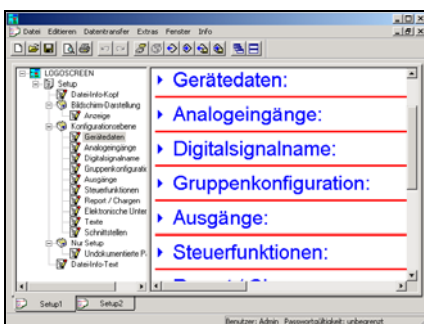 Datei Editieren Datentransfer Extras Fenster Info
LOGOSCREEN
Setup
Datei-Info-Kopf
Bildschirm-Darstellung
Anzeige
Konfigurationsebene
Gerätedaten
Analogeingänge
Digitalsignalname
Gruppenkonfigurati
Ausgänge
Steuerfunktionen
Report / Chargen
Elektronische Unter
Texte
Schnittstellen
Nur Setup
Undokumentierte P
Datei-Info-Text
Gerätedaten:
Analogeingänge:
Digitalsignalname:
Gruppenkonfiguration:
Ausgänge:
Steuerfunktionen:
Setup1 Setup2
Benutzer: Admin Passwortgültigkeit: unbegrenzt